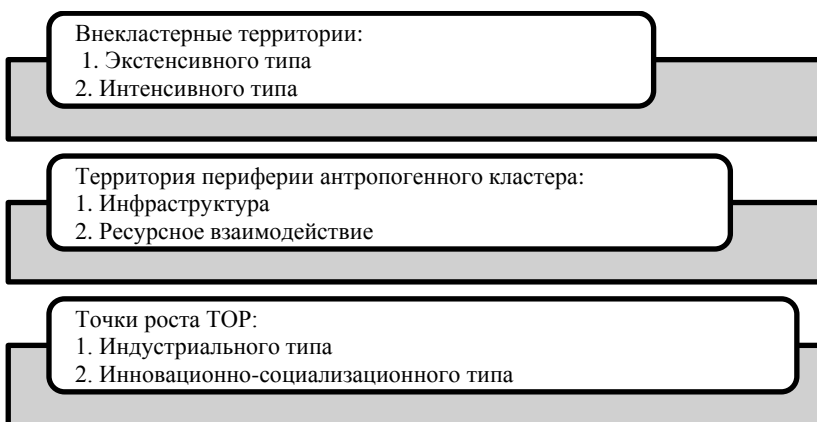 Внекластерные территории:
1. Экстенсивного типа
2. Интенсивного типа
Территория периферии антропогенного кластера:
1. Инфраструктура
2. Ресурсное взаимодействие
Точки роста ТОР:
1. Индустриального типа
2. Инновационно-социализационного типа